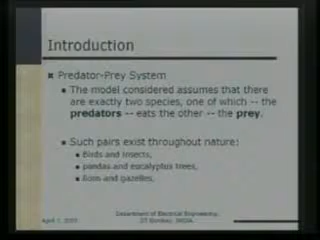 Introduction
Predator-Prey System
The model considered assumes that there
are exactly two species, one of which -- the
predators -- eats the other -- the prey.
Such pairs exist throughout nature:
Birds and insects,
pandas and eucalyptus trees,
lions and gazelles.
April 2, 2007
Department of Electrical Engineering,
IIT Bombay, INDIA.